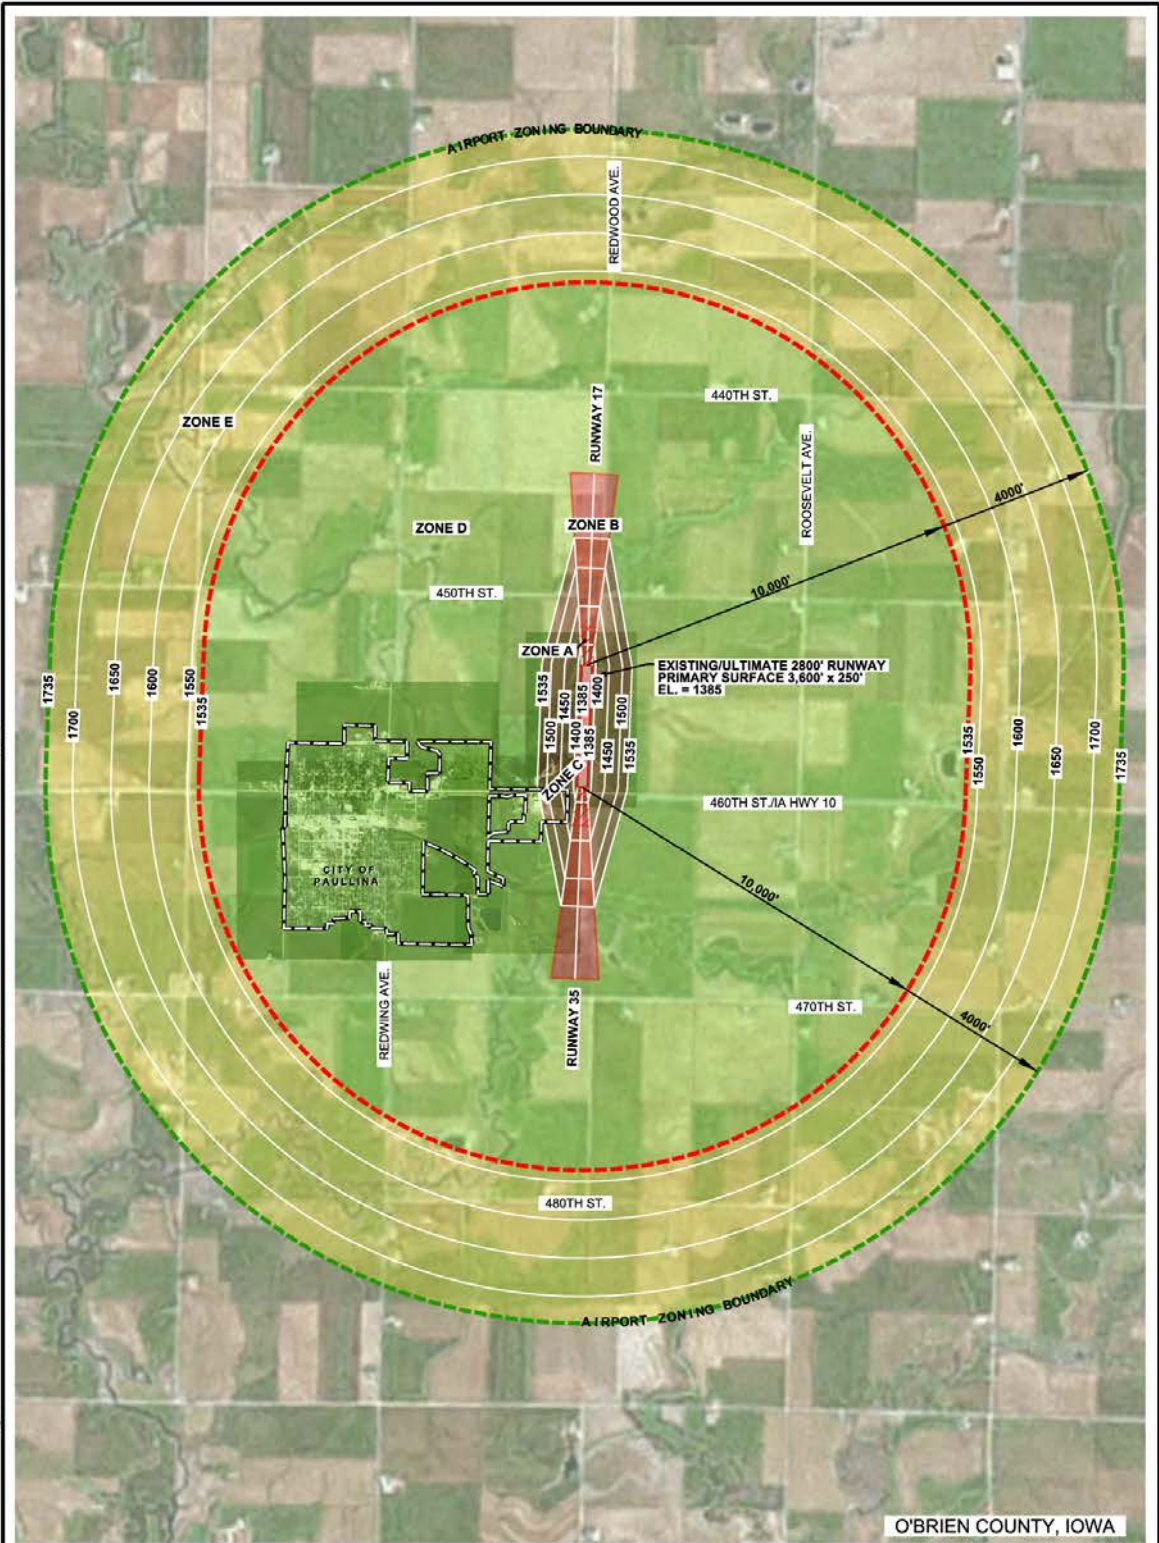 AIRPORT ZONING BOUNDARY
REDWOOD AVE.
440TH ST.
RUNWAY 17
ZONE E
ROOSEVELT AVE.
4000'
ZONE D
ZONE B
10,000'
450TH ST.
ZONE A
EXISTING/ULTIMATE 2800' RUNWAY
PRIMARY SURFACE 3,600' x 250'
EL. = 1385
1735
1700
1650
1600
1550
1535
1535
1500
1450
1400
1385
1400
1385
1450
1500
1535
1535
1550
1600
1650
1700
1735
ZONE C
460TH ST./IA HWY 10
CITY OF
PAULLINA
10,000'
REDWING AVE.
RUNWAY 35
470TH ST.
4000'
480TH ST.
AIRPORT ZONING BOUNDARY
O'BRIEN COUNTY, IOWA